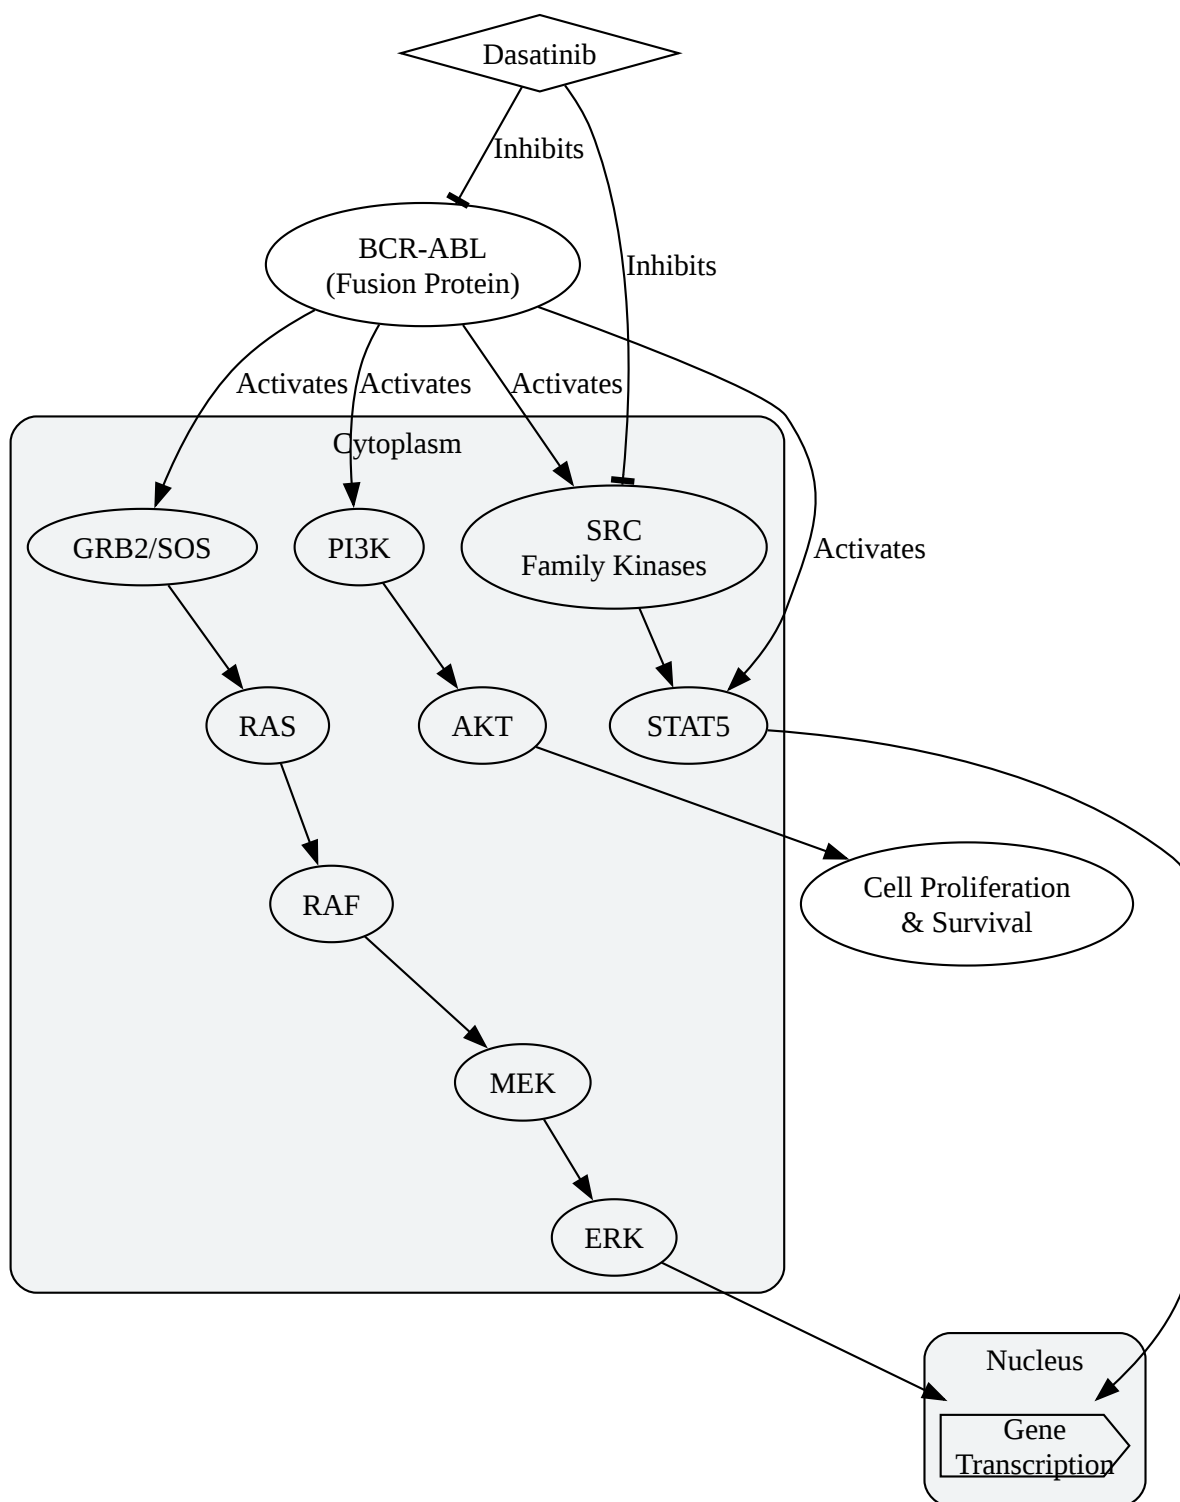 Dasatinib
Inhibits
BCR-ABL
(Fusion Protein)
Inhibits
Activates
Activates
Activates
Cytoplasm
GRB2/SOS
PI3K
SRC
Family Kinases
Activates
RAS
AKT
STAT5
RAF
Cell Proliferation
& Survival
MEK
ERK
Nucleus
Gene
Transcription